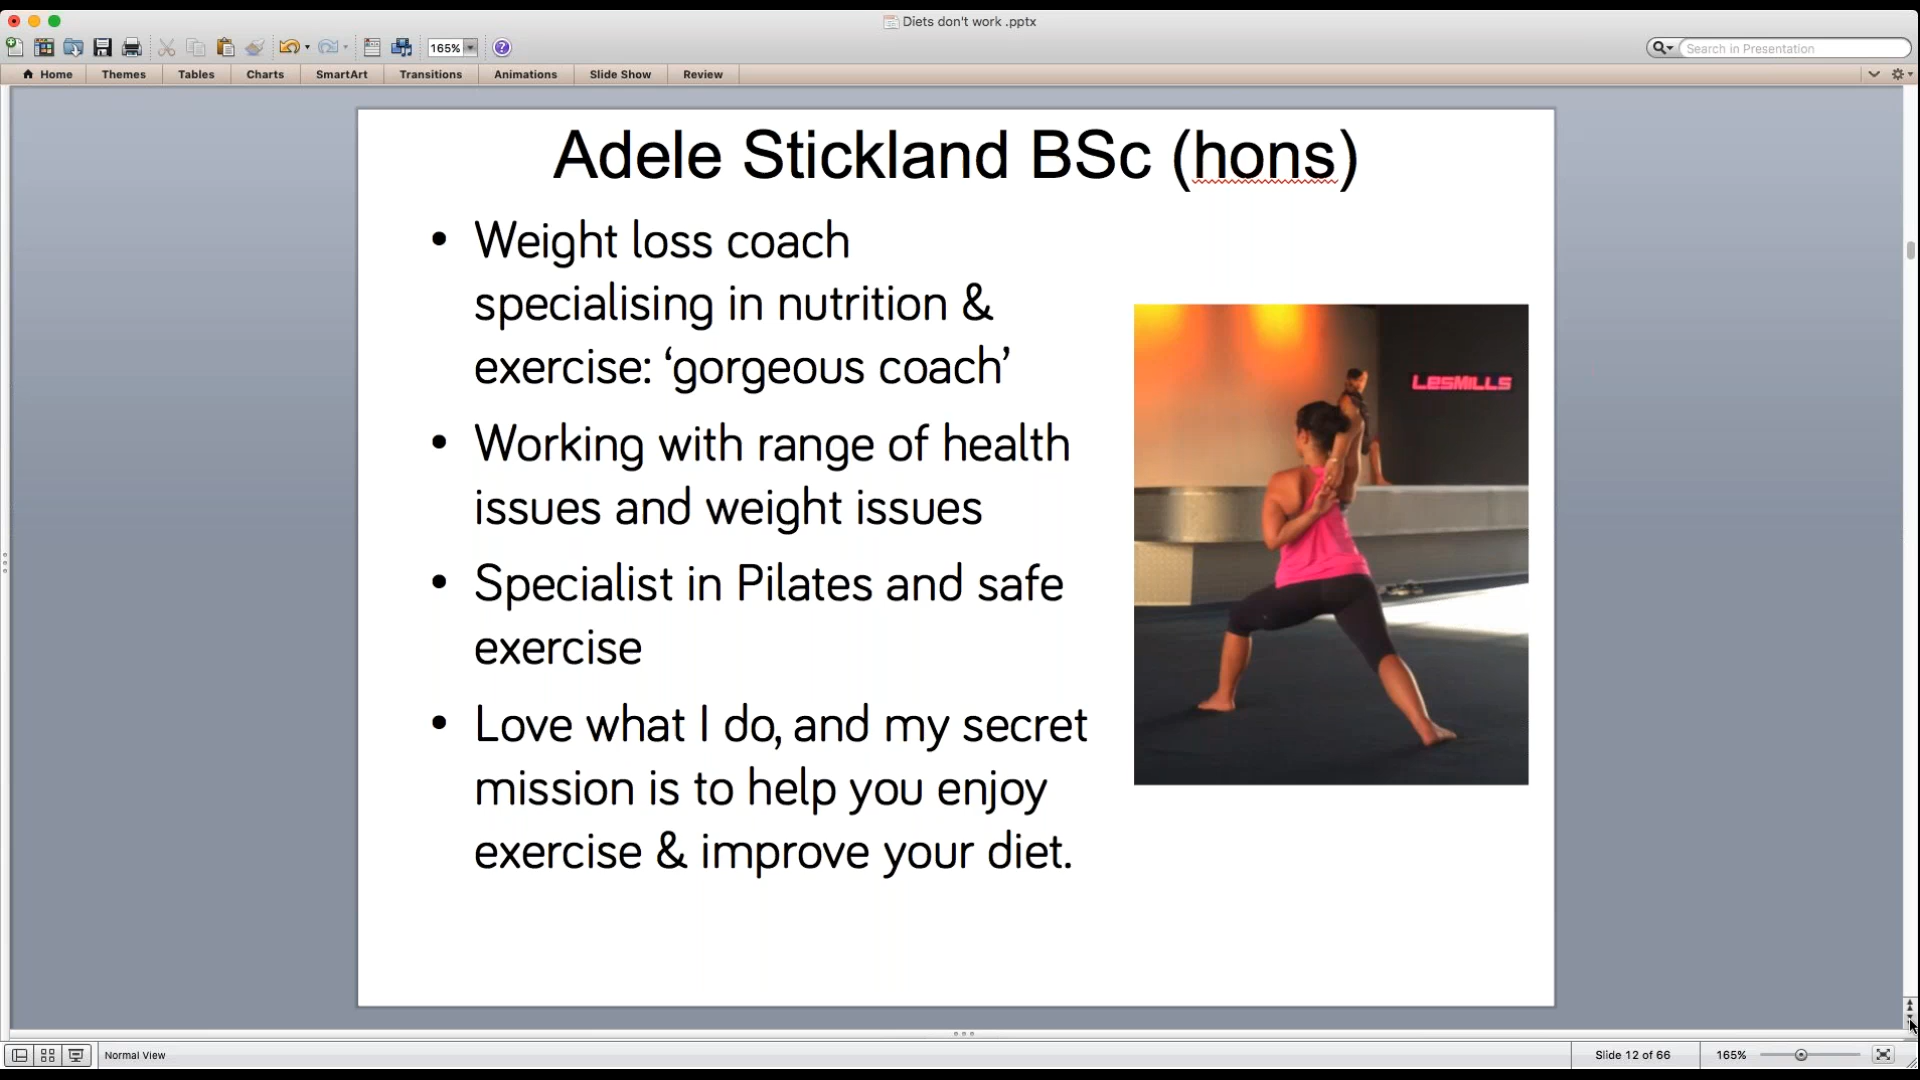 Diets don't work .pptx
165%
Search in Presentation
Home Themes Tables Charts SmartArt Transitions Animations Slide Show Review
Adele Stickland BSc (hons)
• Weight loss coach
specialising in nutrition &
exercise: ‘gorgeous coach’
• Working with range of health
issues and weight issues
• Specialist in Pilates and safe
exercise
• Love what I do, and my secret
mission is to help you enjoy
exercise & improve your diet.
LESMILLS
Normal View
Slide 12 of 66
165%